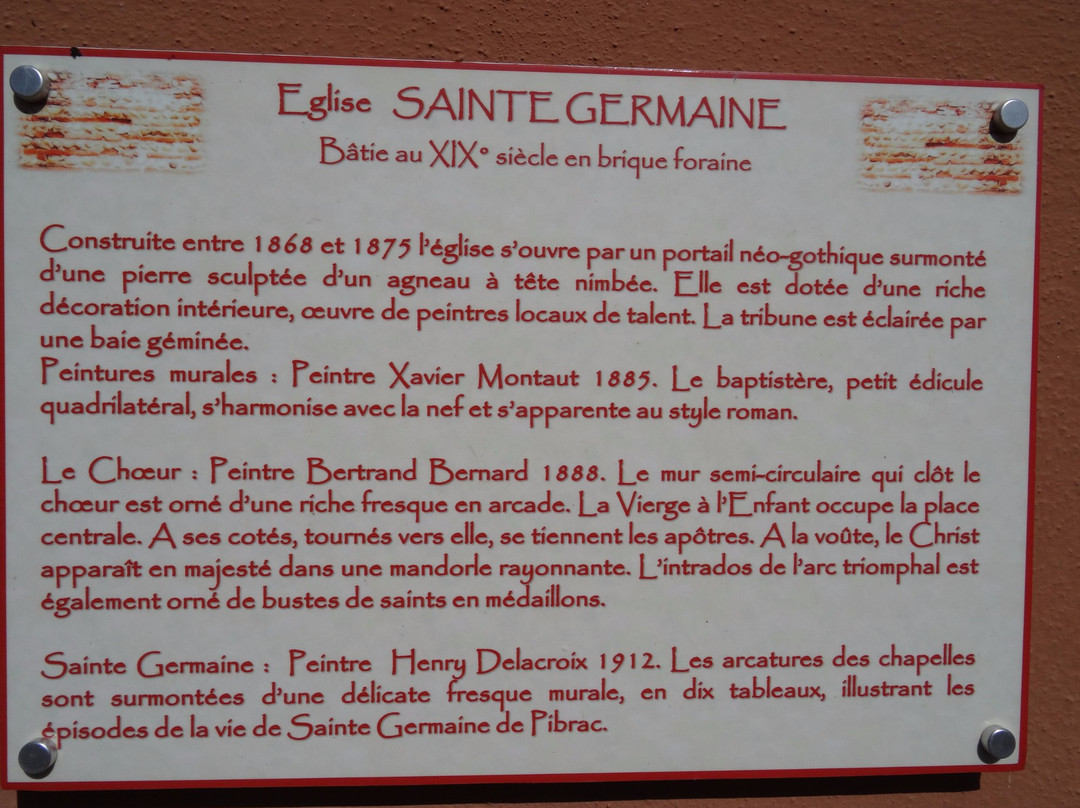 Eglise SAINTE GERMAINE
Bâtie au XIX° siècle en brique foraine
Construite entre 1868 et 1875 l'église s'ouvre par un portail néo-gothique surmonté
d'une pierre sculptée d'un agneau à tête nimbée. Elle est dotée d'une riche
décoration intérieure, œuvre de peintres locaux de talent. La tribune est éclairée par
une baie géminée.
Peintures murales : Peintre Xavier Montaut 1885. Le baptistère, petit édicule
quadrilatéral, s'harmonise avec la nef et s'apparente au style roman.
Le Chœur : Peintre Bertrand Bernard 1888. Le mur semi-circulaire qui clôt le
chœur est orné d'une riche fresque en arcade. La Vierge à l'Enfant occupe la place
centrale. A ses cotés, tournés vers elle, se tiennent les apôtres. A la voûte, le Christ
apparaît en majesté dans une mandorle rayonnante. L'intrados de l'arc triomphal est
également orné de bustes de saints en médaillons.
Sainte Germaine : Peintre Henry Delacroix 1912. Les arcatures des chapelles
sont surmontées d'une délicate fresque murale, en dix tableaux, illustrant les
épisodes de la vie de Sainte Germaine de Pibrac.